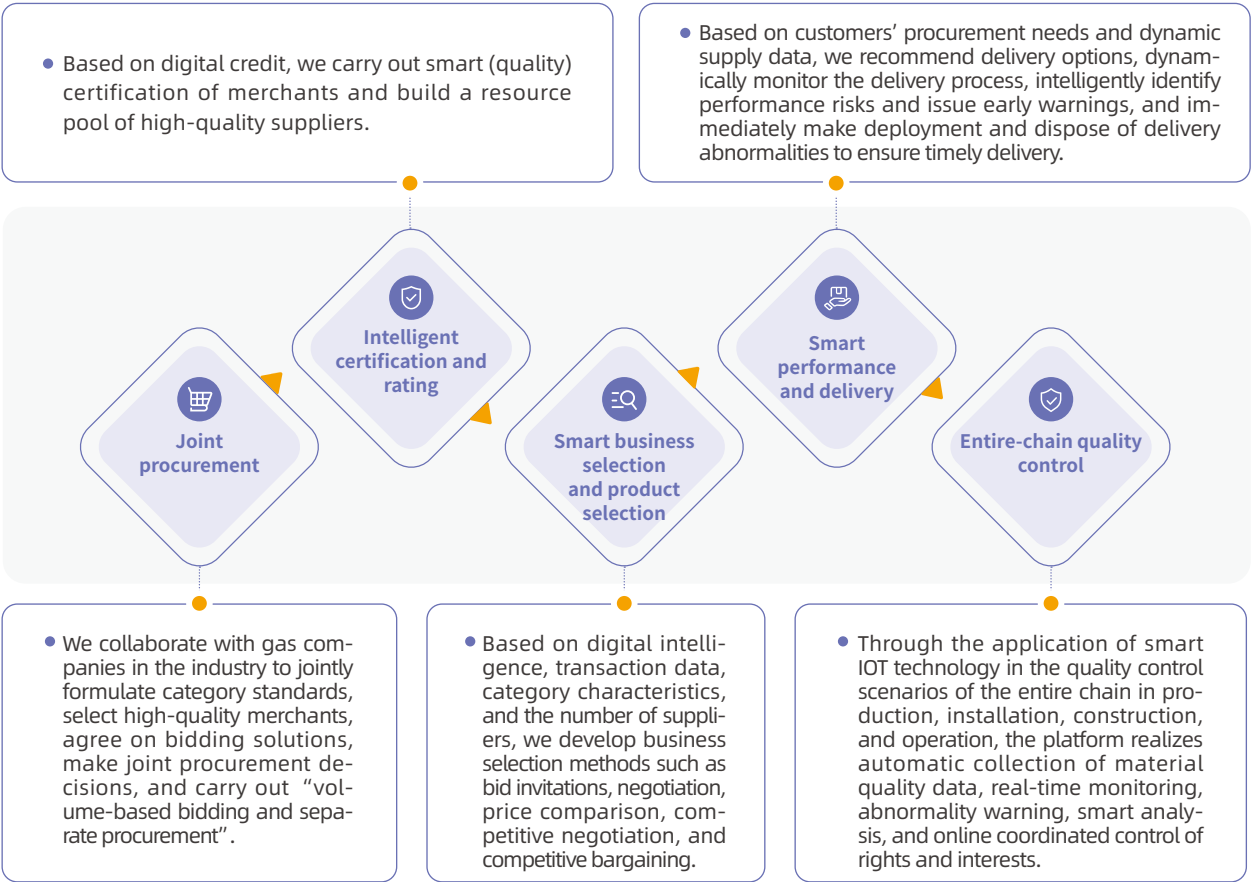 Based on digital credit, we carry out smart (quality)
certification of merchants and build a resource
pool of high-quality suppliers.
Based on customers’ procurement needs and dynamic
supply data, we recommend delivery options, dynam-
ically monitor the delivery process, intelligently identify
performance risks and issue early warnings, and im-
mediately make deployment and dispose of delivery
abnormalities to ensure timely delivery.
Joint
procurement
Intelligent
certification and
rating
Smart business
selection
and product
selection
Smart
performance
and delivery
Entire-chain quality
control
We collaborate with gas com-
panies in the industry to jointly
formulate category standards,
select high-quality merchants,
agree on bidding solutions,
make joint procurement de-
cisions, and carry out “vol-
ume-based bidding and sepa-
rate procurement”.
Based on digital intelli-
gence, transaction data,
category characteristics,
and the number of suppli-
ers, we develop business
selection methods such as
bid invitations, negotiation,
price comparison, com-
petitive negotiation, and
competitive bargaining.
Through the application of smart
IOT technology in the quality control
scenarios of the entire chain in pro-
duction, installation, construction,
and operation, the platform realizes
automatic collection of material
quality data, real-time monitoring,
abnormality warning, smart analy-
sis, and online coordinated control of
rights and interests.